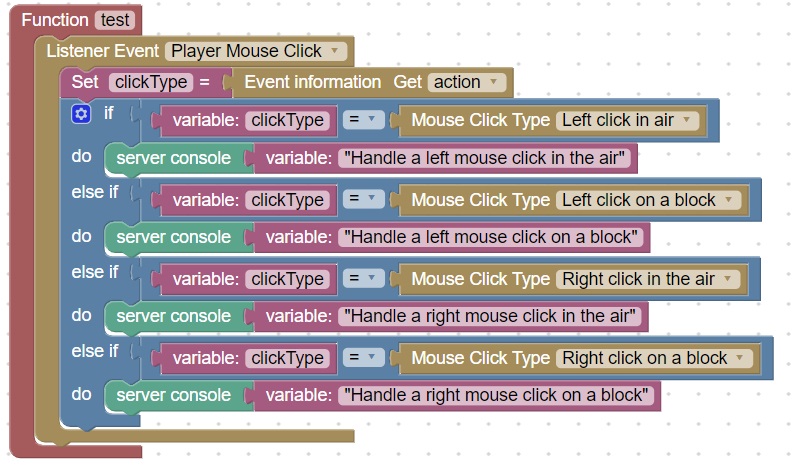 Function test
Listener Event Player Mouse Click
Set clickType = Event information Get action
if variable: clickType = Mouse Click Type Left click in air
do server console variable: "Handle a left mouse click in the air"
else if variable: clickType = Mouse Click Type Left click on a block
do server console variable: "Handle a left mouse click on a block"
else if variable: clickType = Mouse Click Type Right click in the air
do server console variable: "Handle a right mouse click in the air"
else if variable: clickType = Mouse Click Type Right click on a block
do server console variable: "Handle a right mouse click on a block"